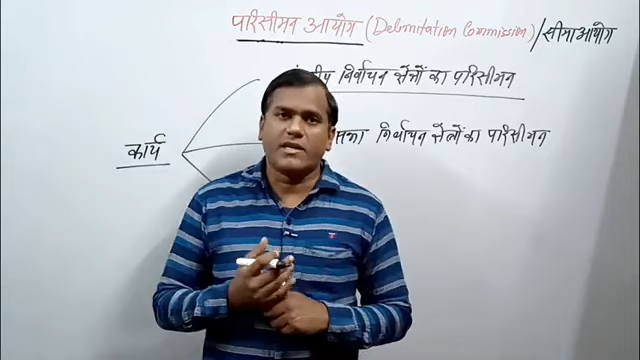 परिसीमन आयोग (Delimitation Commission) / सीमा आयोग
निर्वाचन क्षेत्रों का परिसीमन
निर्वाचन क्षेत्रों का परिसीमन
कार्य